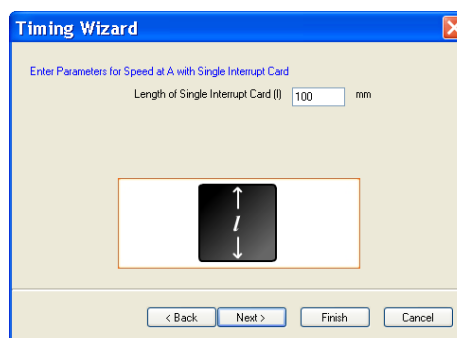 Timing Wizard
Enter Parameters for Speed at A with Single Interrupt Card
Length of Single Interrupt Card (l) 100 mm
l
< Back Next > Finish Cancel